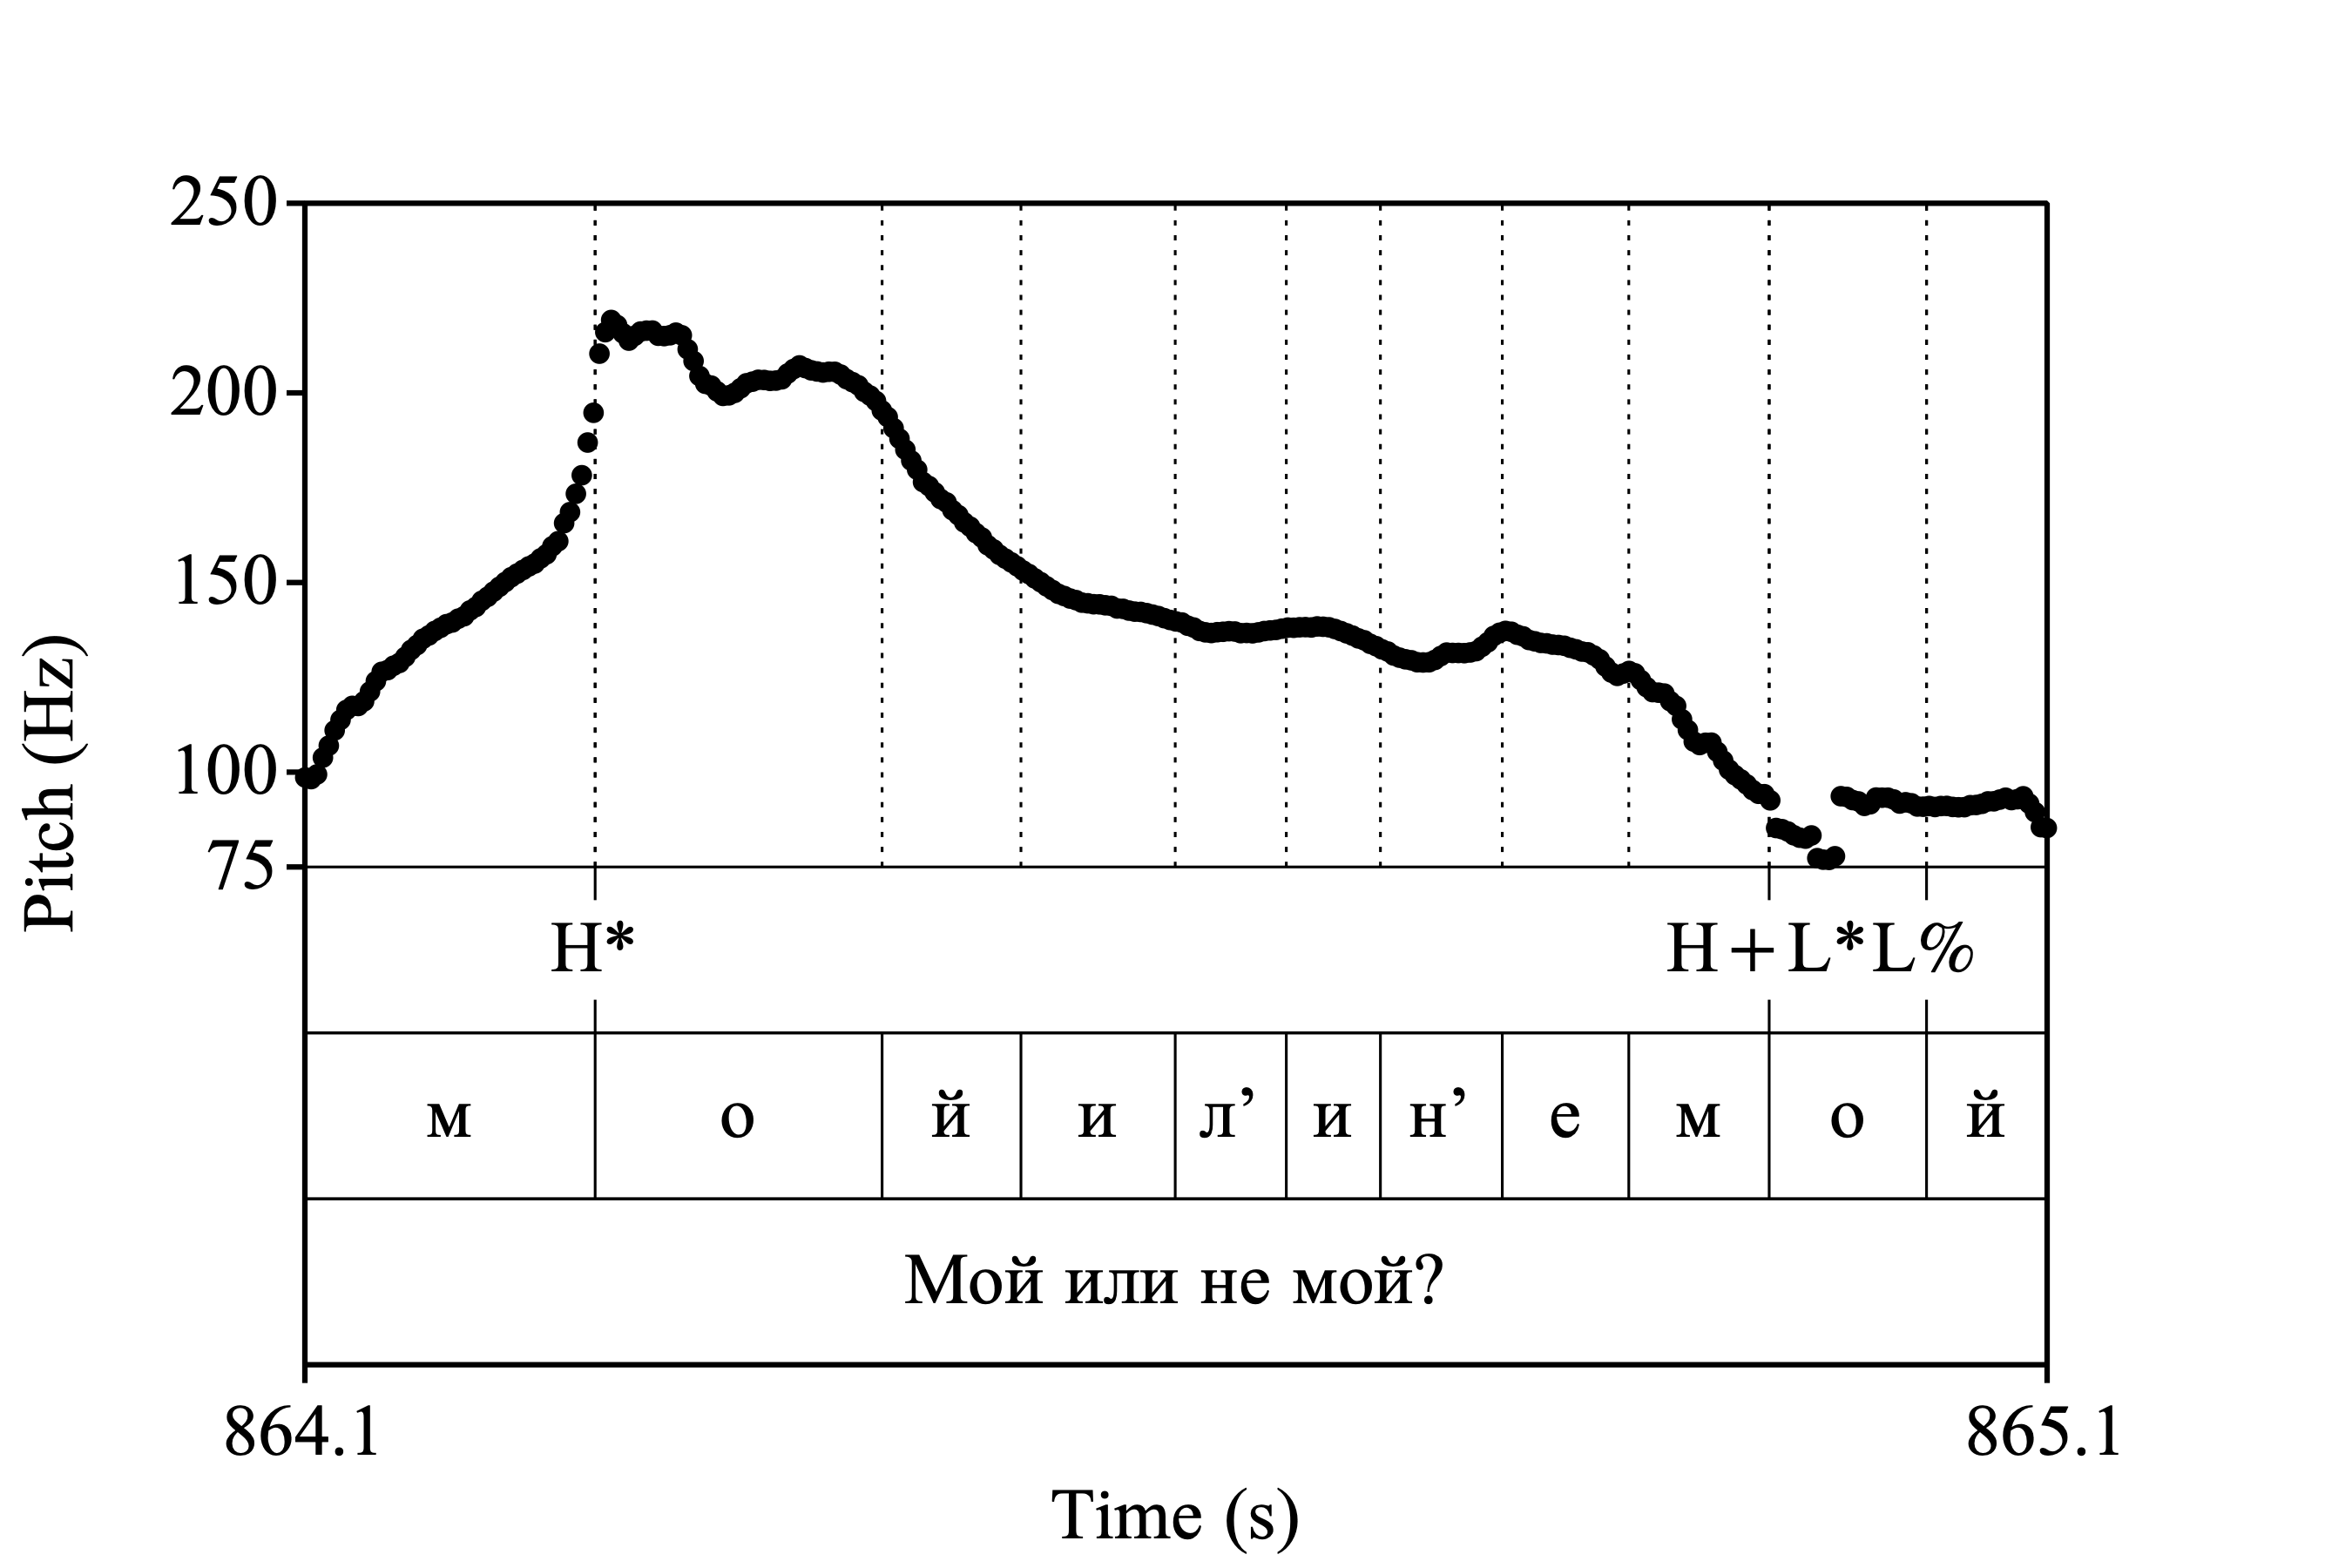 250
200
150
100
75
Pitch (Hz)
H* H+L* L%
м о й и л’ и н’ е м о й
Мой или не мой?
864.1 865.1
Time (s)